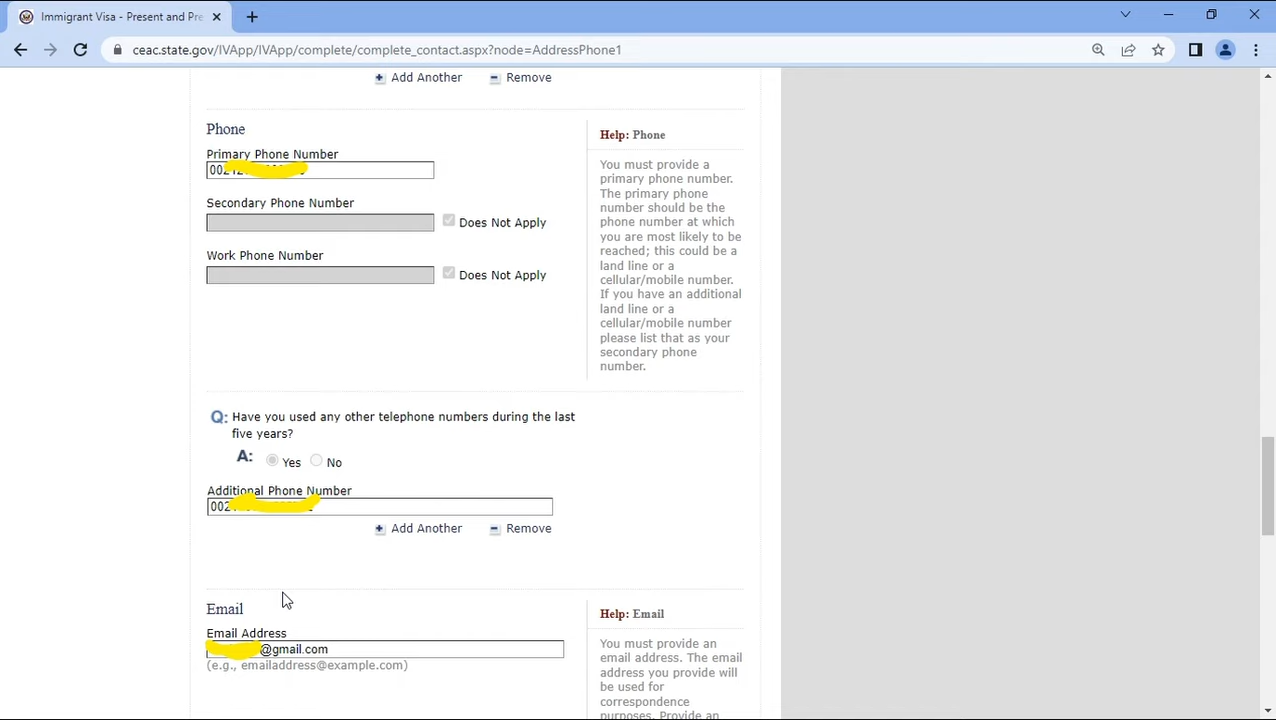 Immigrant Visa - Present and Pre
ceac.state.gov/IVApp/IVApp/complete/complete_contact.aspx?node=AddressPhone1
Add Another Remove
Phone
Primary Phone Number
Secondary Phone Number
Does Not Apply
Work Phone Number
Does Not Apply
Help: Phone
You must provide a
primary phone number.
The primary phone
number should be the
phone number at which
you are most likely to be
reached; this could be a
land line or a
cellular/mobile number.
If you have an additional
land line or a
cellular/mobile number
please list that as your
secondary phone
number.
Q: Have you used any other telephone numbers during the last
five years?
A: Yes No
Additional Phone Number
Add Another Remove
Email
Email Address
@gmail.com
(e.g., emailaddress@example.com)
Help: Email
You must provide an
email address. The email
address you provide will
be used for
correspondence
purposes. Provide an